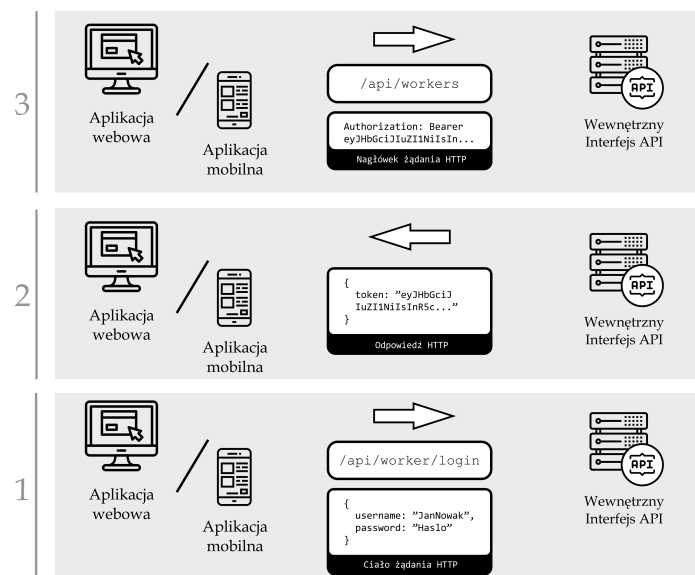 3
Aplikacja
webowa
Aplikacja
mobilna
/api/workers
Authorization: Bearer
eyJHbGciJIuZI1NiIsIn...
Nagłówek żądania HTTP
API
Wewnętrzny
Interfejs API
2
Aplikacja
webowa
Aplikacja
mobilna
{
token: ”eyJHbGciJ
IuZI1NiIsInR5c...”
}
Odpowiedź HTTP
API
Wewnętrzny
Interfejs API
1
Aplikacja
webowa
Aplikacja
mobilna
/api/worker/login
{
username: ”JanNowak”,
password: ”Haslo”
}
Ciało żądania HTTP
API
Wewnętrzny
Interfejs API